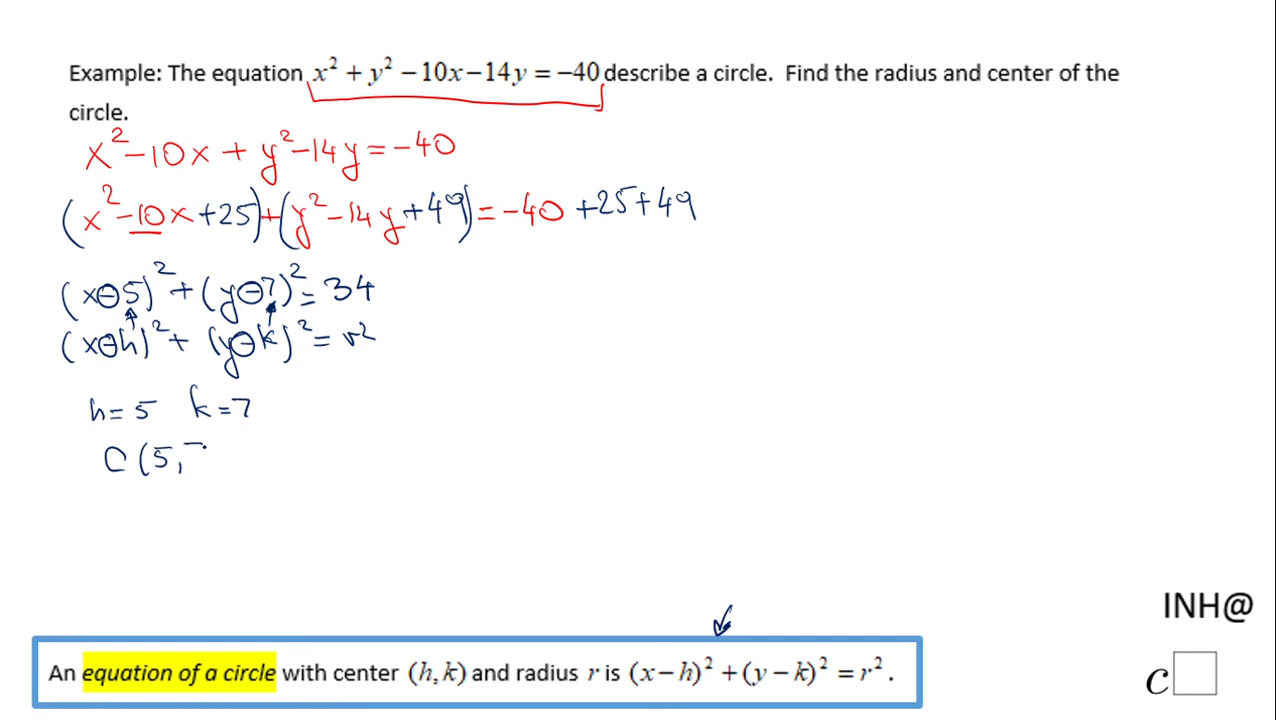 Example: The equation x² + y² − 10x − 14y = −40 describe a circle. Find the radius and center of the
circle.
x² − 10x + y² − 14y = −40
(x² − 10x + 25) + (y² − 14y + 49) = −40 + 25 + 49
(x − 5)² + (y − 7)² = 34
(x − h)² + (y − k)² = r²
h = 5 k = 7
C (5,
An equation of a circle with center (h, k) and radius r is (x − h)² + (y − k)² = r².
INH@
c